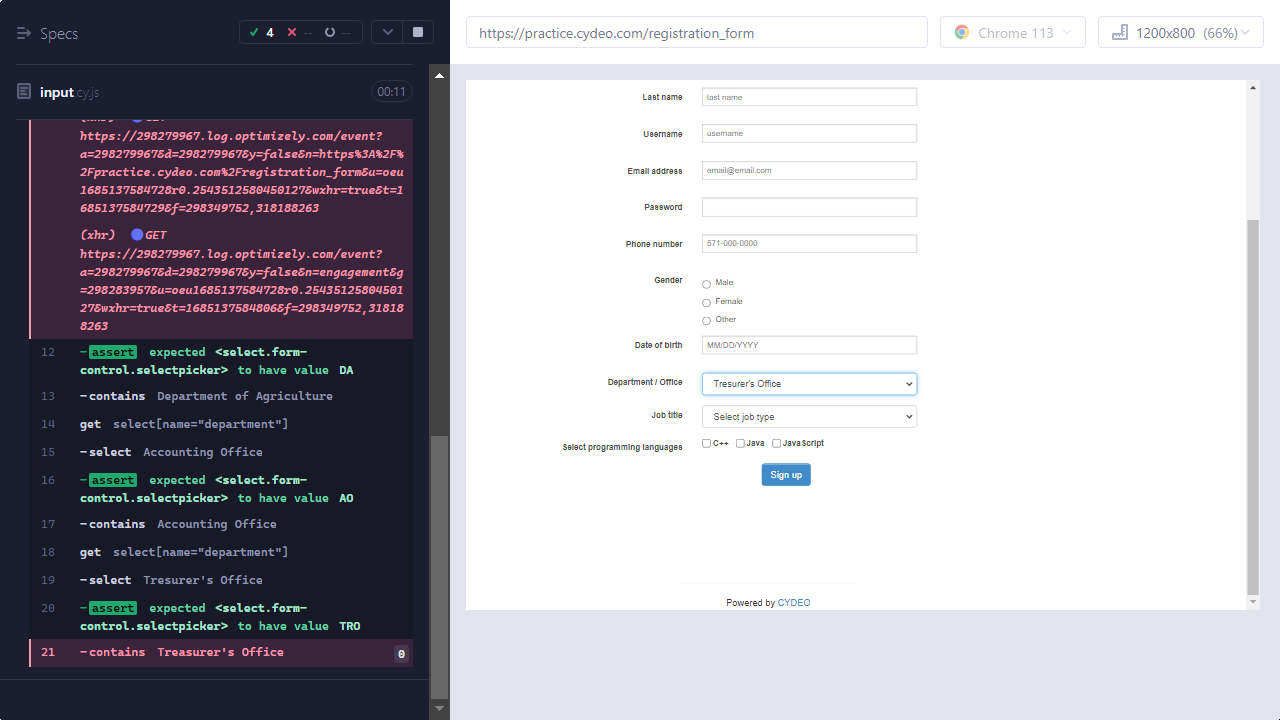 Specs
4
--
--
https://practice.cydeo.com/registration_form
Chrome 113
1200x800 (66%)
input.cy.js
00:11
(xhr) GET
https://298279967.log.optimizely.com/event?
a=298279967&d=298279967&y=false&n=https%3A%2F%
2Fpractice.cydeo.com%2Fregistration_form&u=oeu
1685137584728r0.2543512580450127&wxhr=true&t=1
685137584729&f=298349752,318188263
(xhr) GET
https://298279967.log.optimizely.com/event?
a=298279967&d=298279967&y=false&n=engagement&g
=298283957&u=oeu1685137584728r0.25435125804501
27&wxhr=true&t=1685137584806&f=298349752,31818
8263
12 -assert expected <select.form-
control.selectpicker> to have value DA
13 -contains Department of Agriculture
14 get select[name="department"]
15 -select Accounting Office
16 -assert expected <select.form-
control.selectpicker> to have value AO
17 -contains Accounting Office
18 get select[name="department"]
19 -select Tresurer's Office
20 -assert expected <select.form-
control.selectpicker> to have value TRO
21 -contains Treasurer's Office 0
Last name last name
Username username
Email address email@email.com
Password
Phone number 571-000-0000
Gender Male
Female
Other
Date of birth MM/DD/YYYY
Department / Office Tresurer's Office
Job title Select job type
Select programming languages C++ Java JavaScript
Sign up
Powered by CYDEO